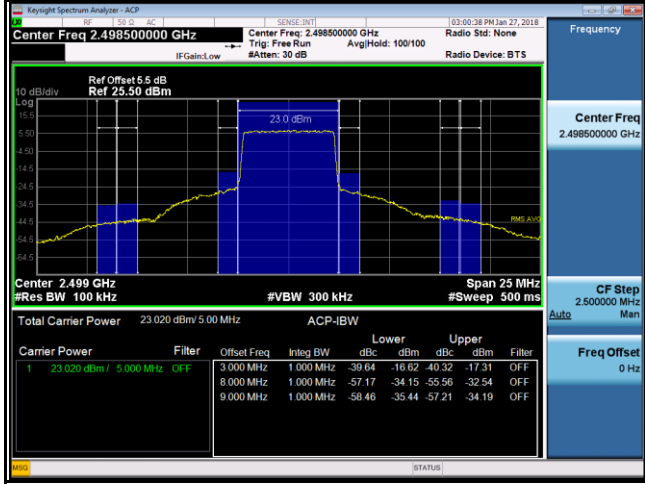 Keysight Spectrum Analyzer - ACP
RF 50 Ω AC SENSE:INT 03:00:38 PM Jan 27, 2018
Center Freq 2.498500000 GHz
Center Freq: 2.498500000 GHz
Radio Std: None
Trig: Free Run Avg|Hold: 100/100
IFGain:Low #Atten: 30 dB Radio Device: BTS
Ref Offset 5.5 dB
10 dB/div Ref 25.50 dBm
Log
15.5
5.50
-4.50
-14.5
-24.5
-34.5
-44.5
-54.5
-64.5
23.0 dBm
RMS AVG
Center 2.499 GHz Span 25 MHz
#Res BW 100 kHz #VBW 300 kHz #Sweep 500 ms
Total Carrier Power 23.020 dBm/ 5.00 MHz ACP-IBW
Lower Upper
Carrier Power Filter Offset Freq Integ BW dBc dBm dBc dBm Filter
1 23.020 dBm / 5.000 MHz OFF 3.000 MHz 1.000 MHz -39.64 -16.62 -40.32 -17.31 OFF
8.000 MHz 1.000 MHz -57.17 -34.15 -55.56 -32.54 OFF
9.000 MHz 1.000 MHz -58.46 -35.44 -57.21 -34.19 OFF
MSG STATUS
Frequency
Center Freq
2.498500000 GHz
CF Step
2.500000 MHz
Auto Man
Freq Offset
0 Hz